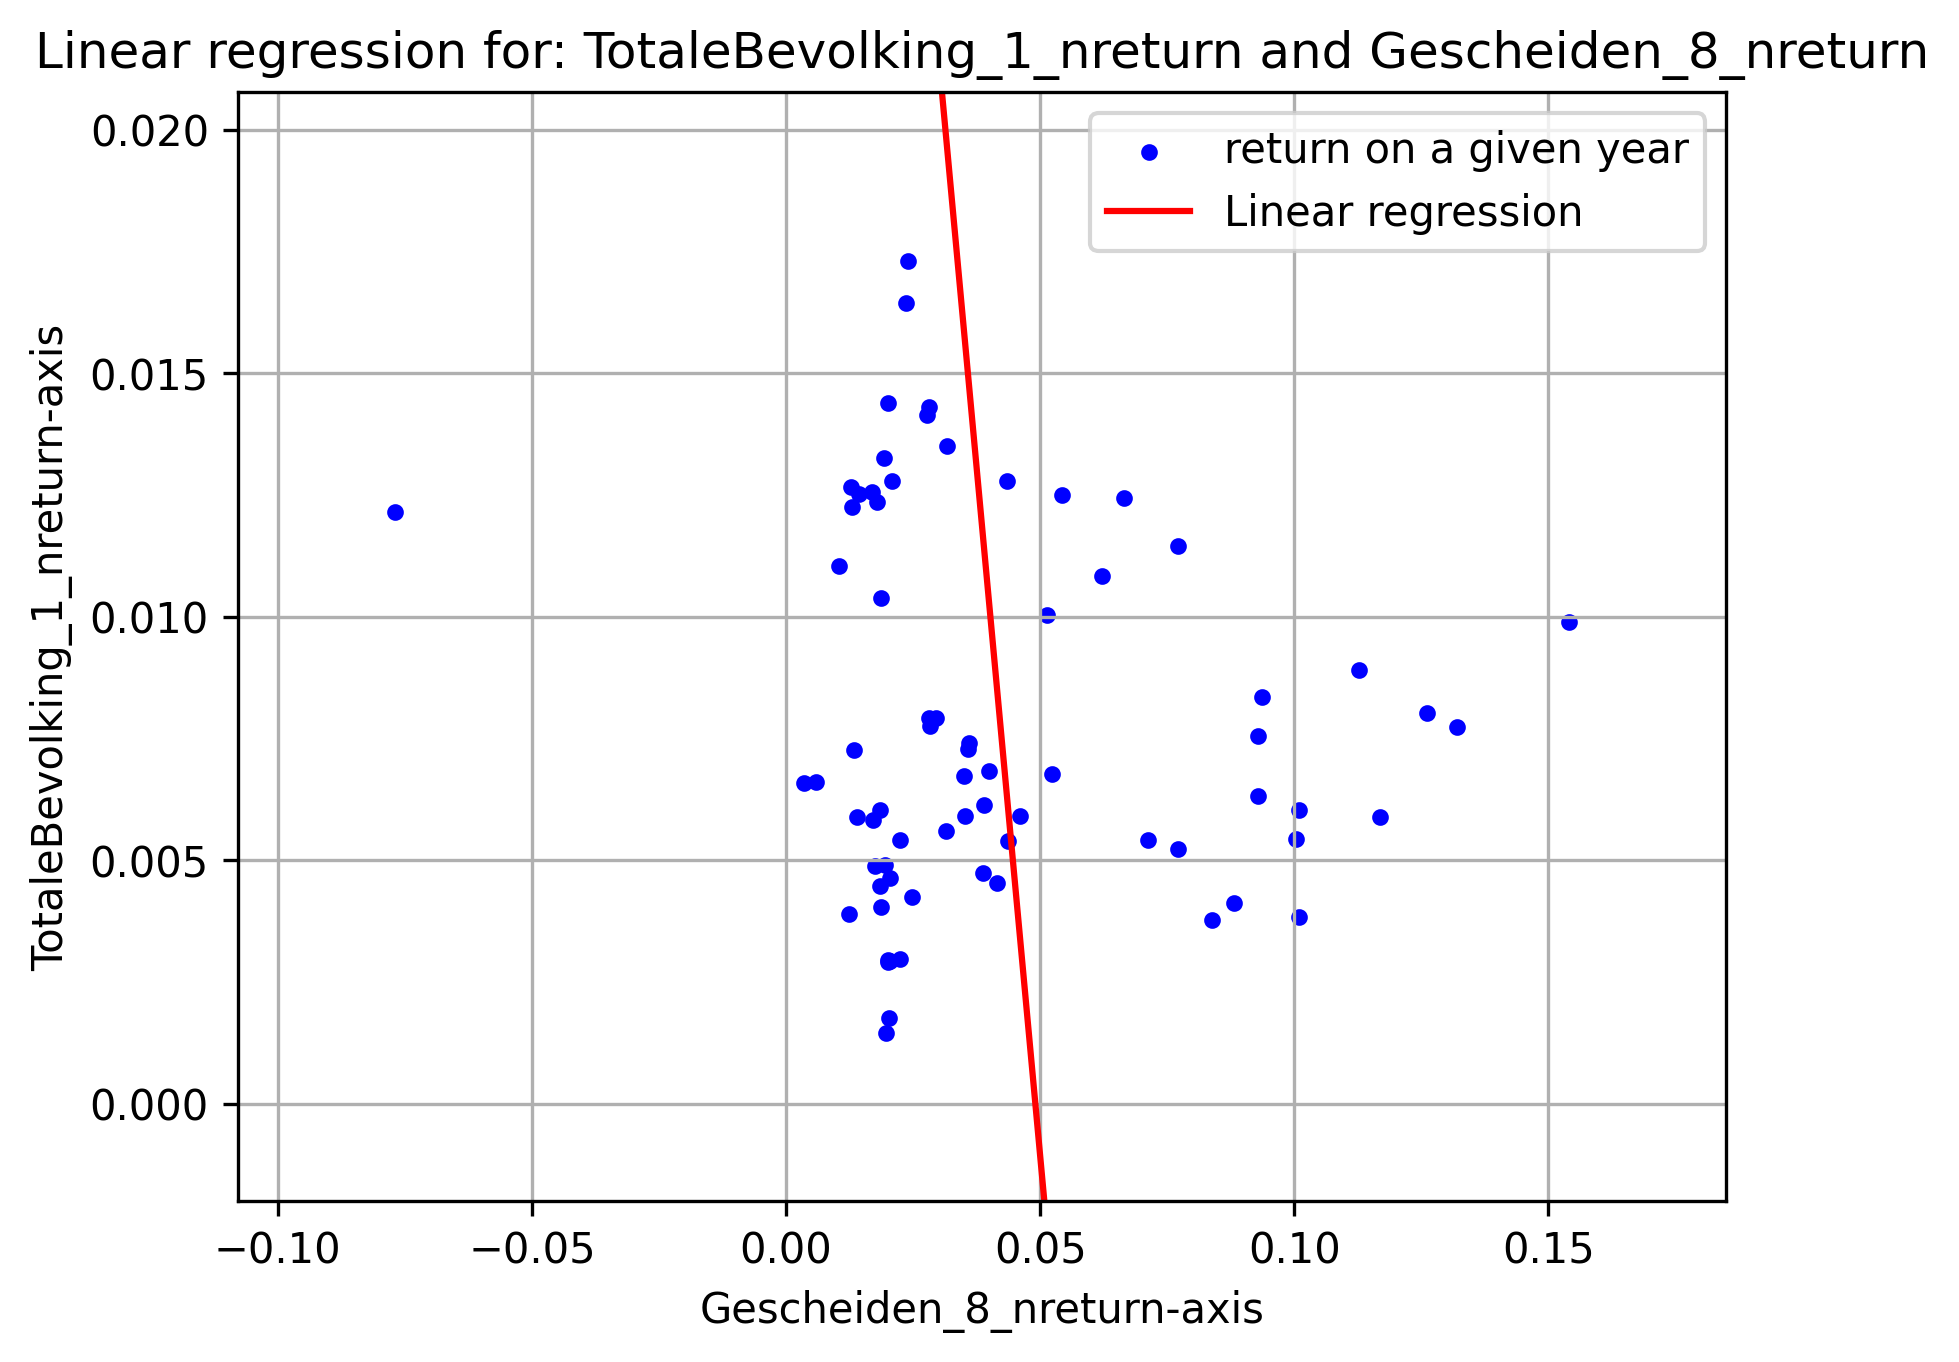 Linear regression for: TotaleBevolking_1_nreturn and Gescheiden_8_nreturn
return on a given year
Linear regression
TotaleBevolking_1_nreturn-axis
0.020
0.015
0.010
0.005
0.000
−0.10
−0.05
0.00
0.05
0.10
0.15
Gescheiden_8_nreturn-axis